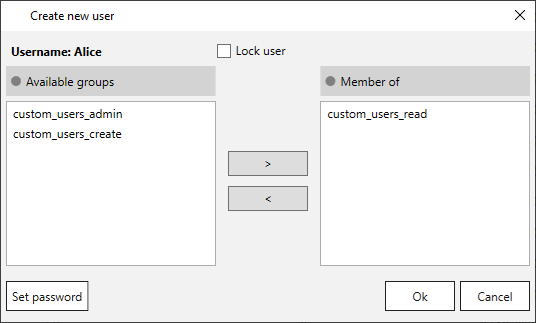 Create new user
Username: Alice
Lock user
Available groups
Member of
custom_users_admin
custom_users_create
custom_users_read
>
<
Set password
Ok
Cancel